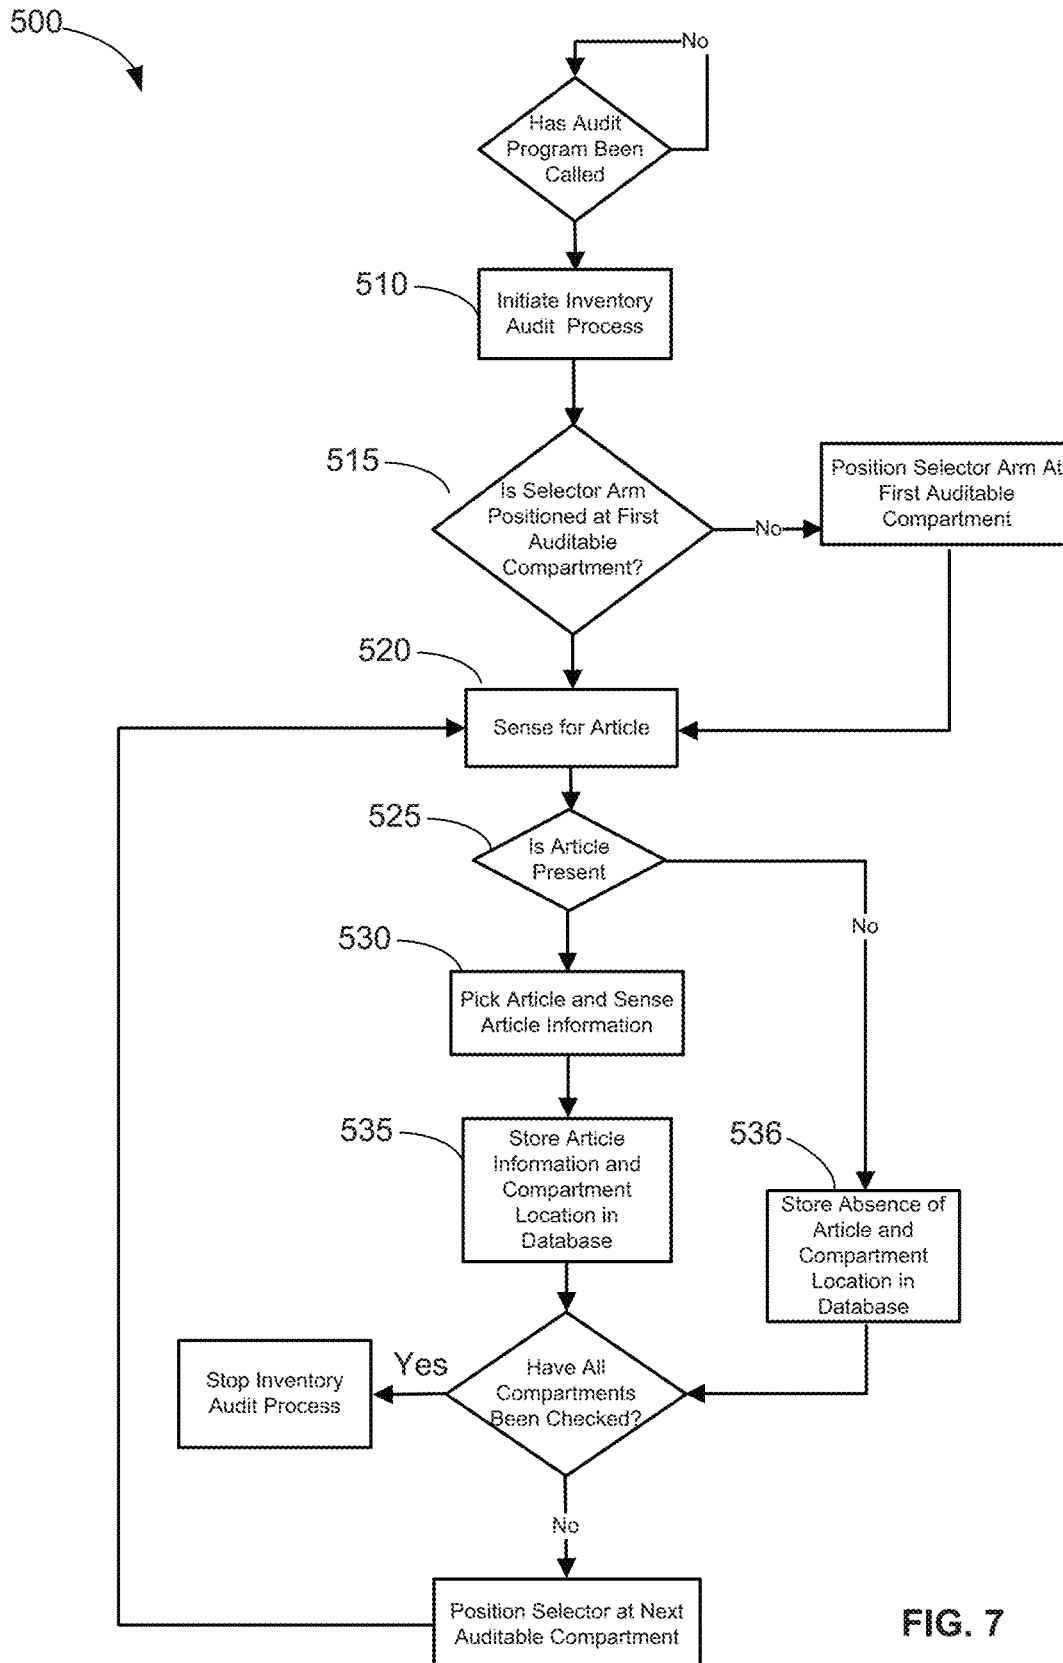 500
No
Has Audit
Program Been
Called
510
Initiate Inventory
Audit Process
515
Is Selector Arm
Positioned at First
Auditable
Compartment?
No
Position Selector Arm At
First Auditable
Compartment
520
Sense for Article
525
Is Article
Present
No
530
Pick Article and Sense
Article Information
535
Store Article
Information and
Compartment
Location in
Database
536
Store Absence of
Article and
Compartment
Location in
Database
Yes
Stop Inventory
Audit Process
Have All
Compartments
Been Checked?
No
Position Selector at Next
Auditable Compartment
FIG. 7